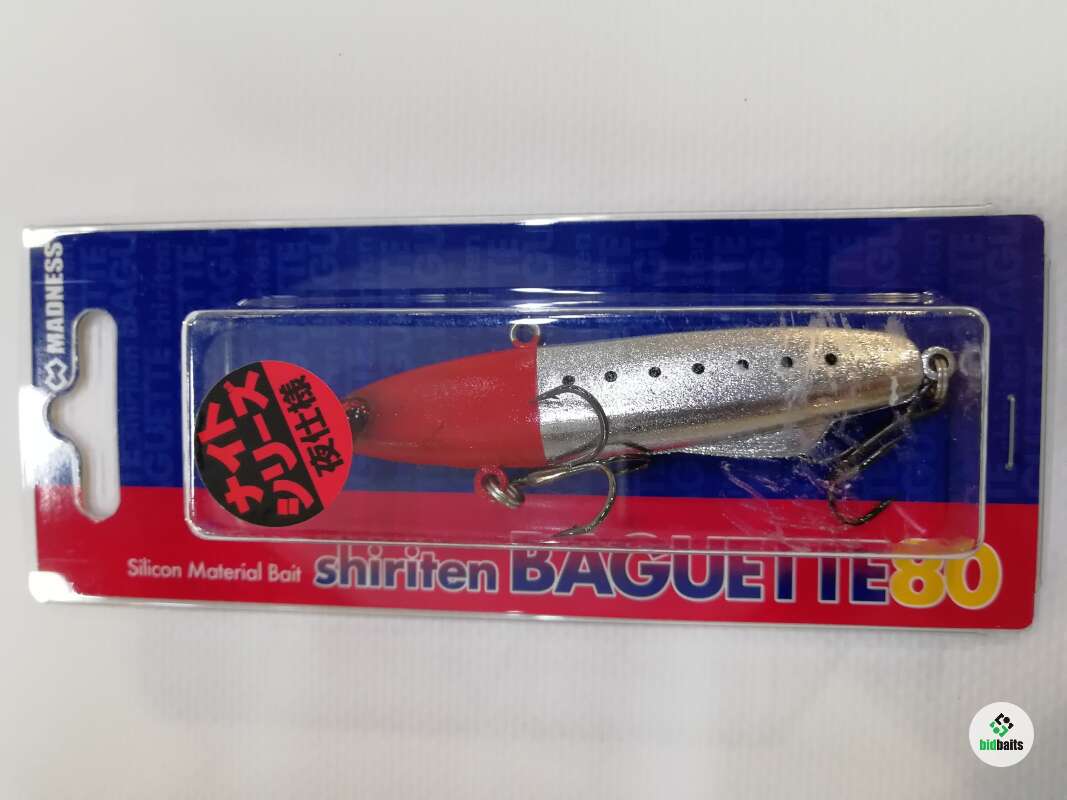 MADNESS
ナイト
シリーズ
夜仕様
Silicon Material Bait shiriten BAGUETTE80
bidbaits